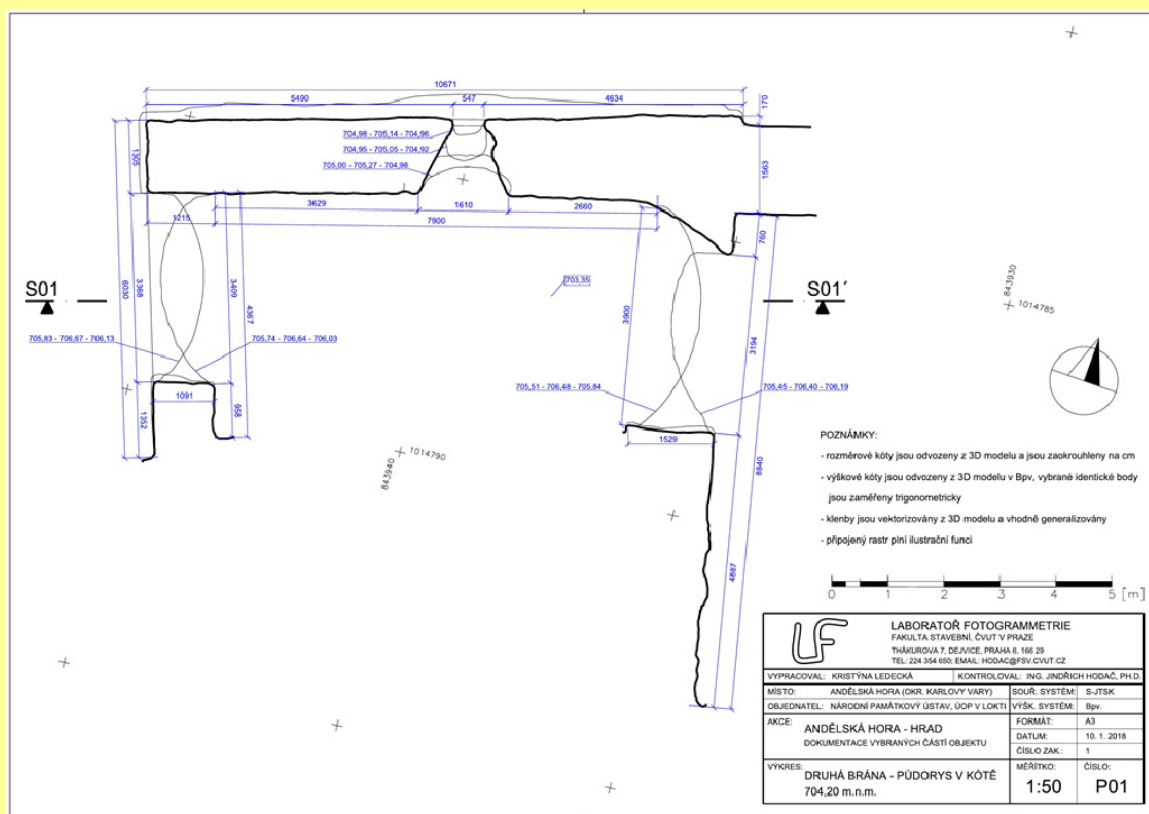 10671
5490 547 4634
170
704,98 - 705,14 - 704,96
704,95 - 705,05 - 704,92
705,00 - 705,27 - 704,98
1305
1563
3629 1610 2660
1215
7900
760
6030
3368
3409
4367
703,35
843930
1014785
S01
S01'
3900
3194
705,83 - 706,67 - 706,13
705,74 - 706,64 - 706,03
705,51 - 706,48 - 705,84
705,45 - 706,40 - 706,19
1091
1352
958
1529
8840
843940
1014790
4887
POZNÁMKY:
- rozměrové kóty jsou odvozeny z 3D modelu a jsou zaokrouhleny na cm
- výškové kóty jsou odvozeny z 3D modelu v Bpv, vybrané identické body
jsou zaměřeny trigonometricky
- klenby jsou vektorizovány z 3D modelu a vhodně generalizovány
- připojený rastr plní ilustrační funci
0 1 2 3 4 5 [m]
LF
LABORATOŘ FOTOGRAMMETRIE
FAKULTA STAVEBNÍ, ČVUT V PRAZE
THÁKUROVA 7, DEJVICE, PRAHA 6, 166 29
TEL: 224 354 650; EMAIL: HODAC@FSV.CVUT.CZ
VYPRACOVAL: KRISTÝNA LEDECKÁ KONTROLOVAL: ING. JINDŘICH HODAČ, PH.D.
MÍSTO: ANDĚLSKÁ HORA (OKR. KARLOVY VARY) SOUŘ. SYSTÉM: S-JTSK
OBJEDNATEL: NÁRODNÍ PAMÁTKOVÝ ÚSTAV, ÚOP V LOKTI VÝŠK. SYSTÉM: Bpv.
AKCE: ANDĚLSKÁ HORA - HRAD
DOKUMENTACE VYBRANÝCH ČÁSTÍ OBJEKTU
FORMÁT: A3
DATUM: 10. 1. 2018
ČÍSLO ZAK.: 1
VÝKRES: DRUHÁ BRÁNA - PŮDORYS V KÓTĚ
704,20 m.n.m.
MĚŘÍTKO: 1:50
ČÍSLO: P01